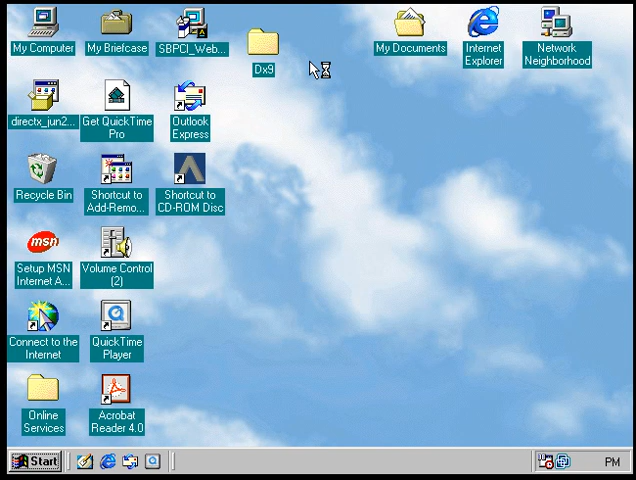 My Computer
My Briefcase
SBPCI_Web...
Dx9
My Documents
Internet
Explorer
Network
Neighborhood
directx_jun2...
Get QuickTime
Pro
Outlook
Express
Recycle Bin
Shortcut to
Add-Remo...
Shortcut to
CD-ROM Disc
msn
Setup MSN
Internet A...
Volume Control
(2)
Connect to the
Internet
QuickTime
Player
Online
Services
Acrobat
Reader 4.0
Start
PM